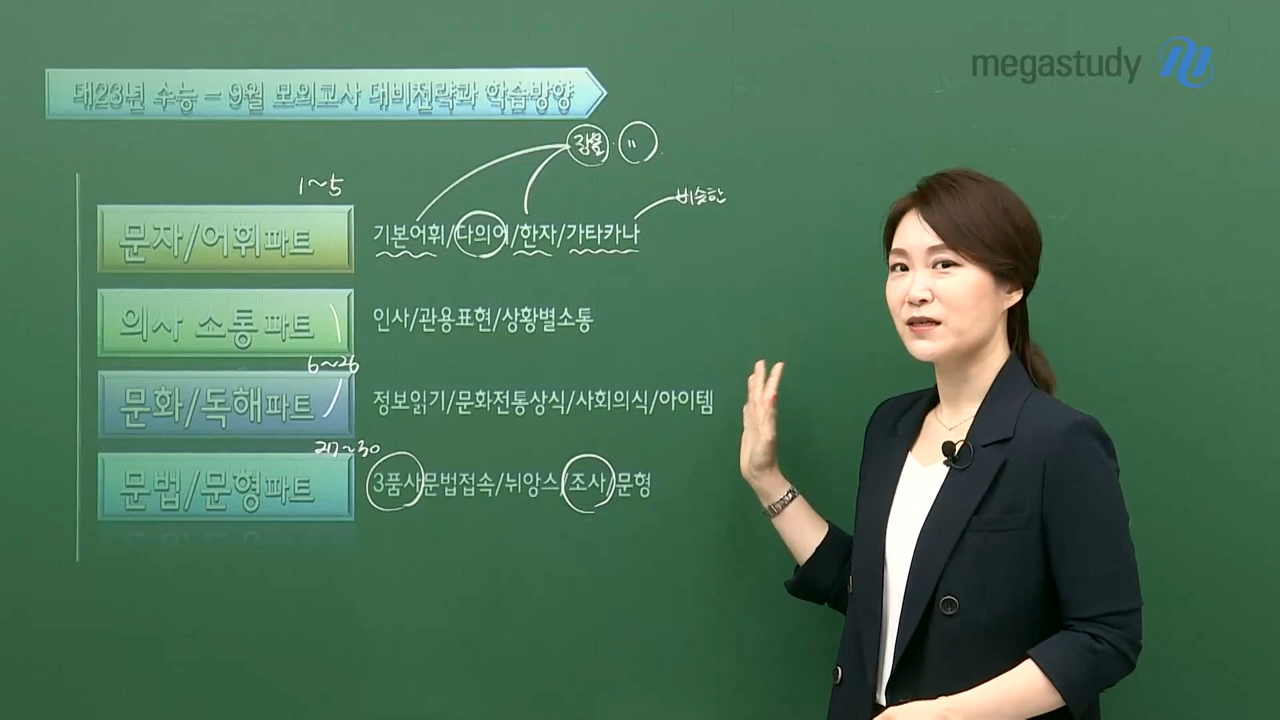 megastudy
대23년 수능 - 9월 모의고사 대비전략과 학습방향
1~5
비슷한
문자/어휘파트
기본어휘/다의어/한자/가타카나
의사 소통파트
인사/관용표현/상황별소통
6~26
문화/독해파트
정보읽기/문화전통상식/사회의식/아이템
27~30
문법/문형파트
3품사문법접속/뉘앙스/조사/문형